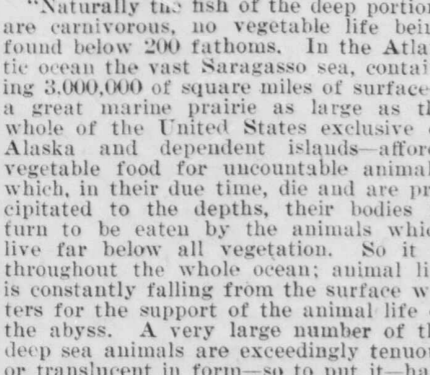 "Naturally the fish of the deep portion
are carnivorous, no vegetable life bein
found below 200 fathoms. In the Atla
tic ocean the vast Saragasso sea, contai
ing 3,000,000 of square miles of surface
a great marine prairie as large as th
whole of the United States exclusive o
Alaska and dependent islands—afford
vegetable food for uncountable animal
which, in their due time, die and are pr
cipitated to the depths, their bodies
turn to be eaten by the animals whic
live far below all vegetation. So it
throughout the whole ocean; animal li
is constantly falling from the surface w
ters for the support of the animal life o
the abyss. A very large number of th
deep sea animals are exceedingly tenuou
or translucent in form—so to put it—ha